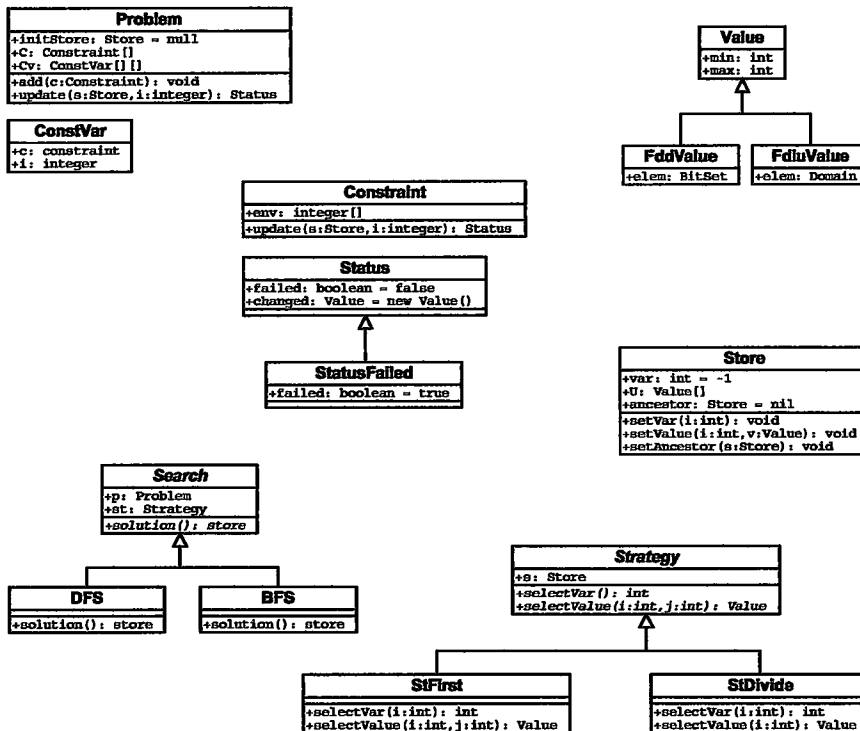 Problem
+initStore: Store = null
+C: Constraint[]
+Cv: ConstVar[][]
+add(c:Constraint): void
+update(s:Store,i:integer): Status
ConstVar
+c: constraint
+i: integer
Value
+min: int
+max: int
FddValue
+elem: BitSet
FdluValue
+elem: Domain
Constraint
+env: integer[]
+update(s:Store,i:integer): Status
Status
+failed: boolean = false
+changed: Value = new Value()
StatusFailed
+failed: boolean = true
Store
+var: int = -1
+U: Value[]
+ancestor: Store = nil
+setVar(i:int): void
+setValue(i:int,v:Value): void
+setAncestor(s:Store): void
Search
+p: Problem
+st: Strategy
+solution(): store
DFS
+solution(): store
BFS
+solution(): store
Strategy
+s: Store
+selectVar(): int
+selectValue(i:int,j:int): Value
StFirst
+selectVar(i:int): int
+selectValue(i:int,j:int): Value
StDivide
+selectVar(i:int): int
+selectValue(i:int): Value